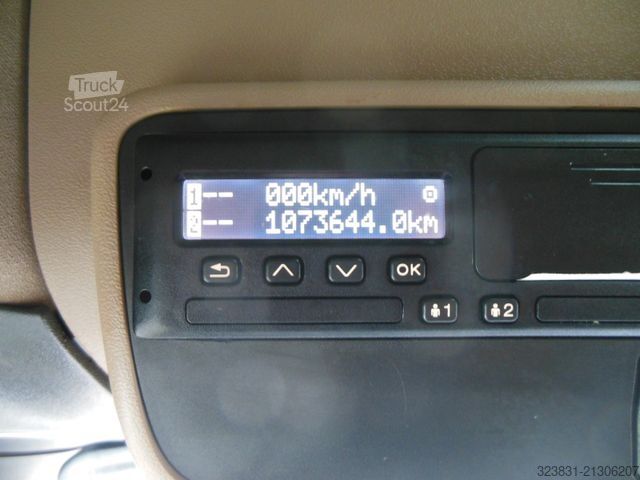 Truck
Scout24
1-- 000km/h
2-- 1073644.0km
OK
1 2
323831-21306207